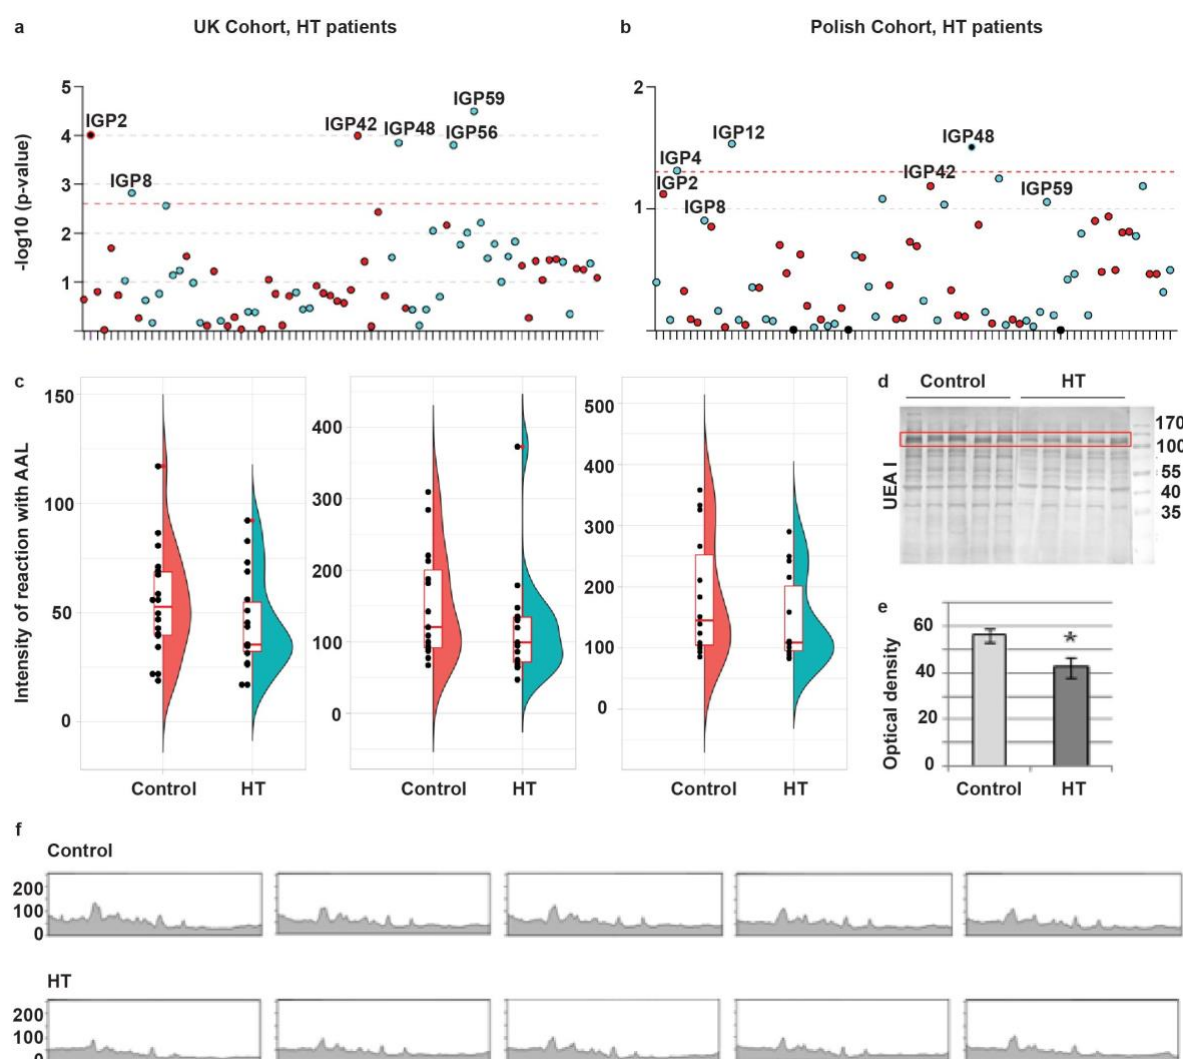 a
UK Cohort, HT patients
b
Polish Cohort, HT patients
-log10 (p-value)
5
4
3
2
1
IGP2
IGP8
IGP42
IGP48
IGP59
IGP56
2
1
IGP4
IGP2
IGP12
IGP8
IGP48
IGP42
IGP59
c
Intensity of reaction with AAL
150
100
50
0
Control
HT
400
300
200
100
0
Control
HT
500
400
300
200
100
0
Control
HT
d
Control
HT
UEA I
170
100
55
40
35
e
Optical density
60
40
20
0
*
Control
HT
f
Control
200
100
0
HT
200
100
0